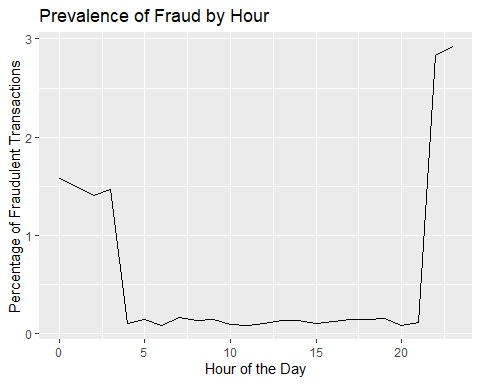 Prevalence of Fraud by Hour
Percentage of Fraudulent Transactions
3
2
1
0
0 5 10 15 20
Hour of the Day